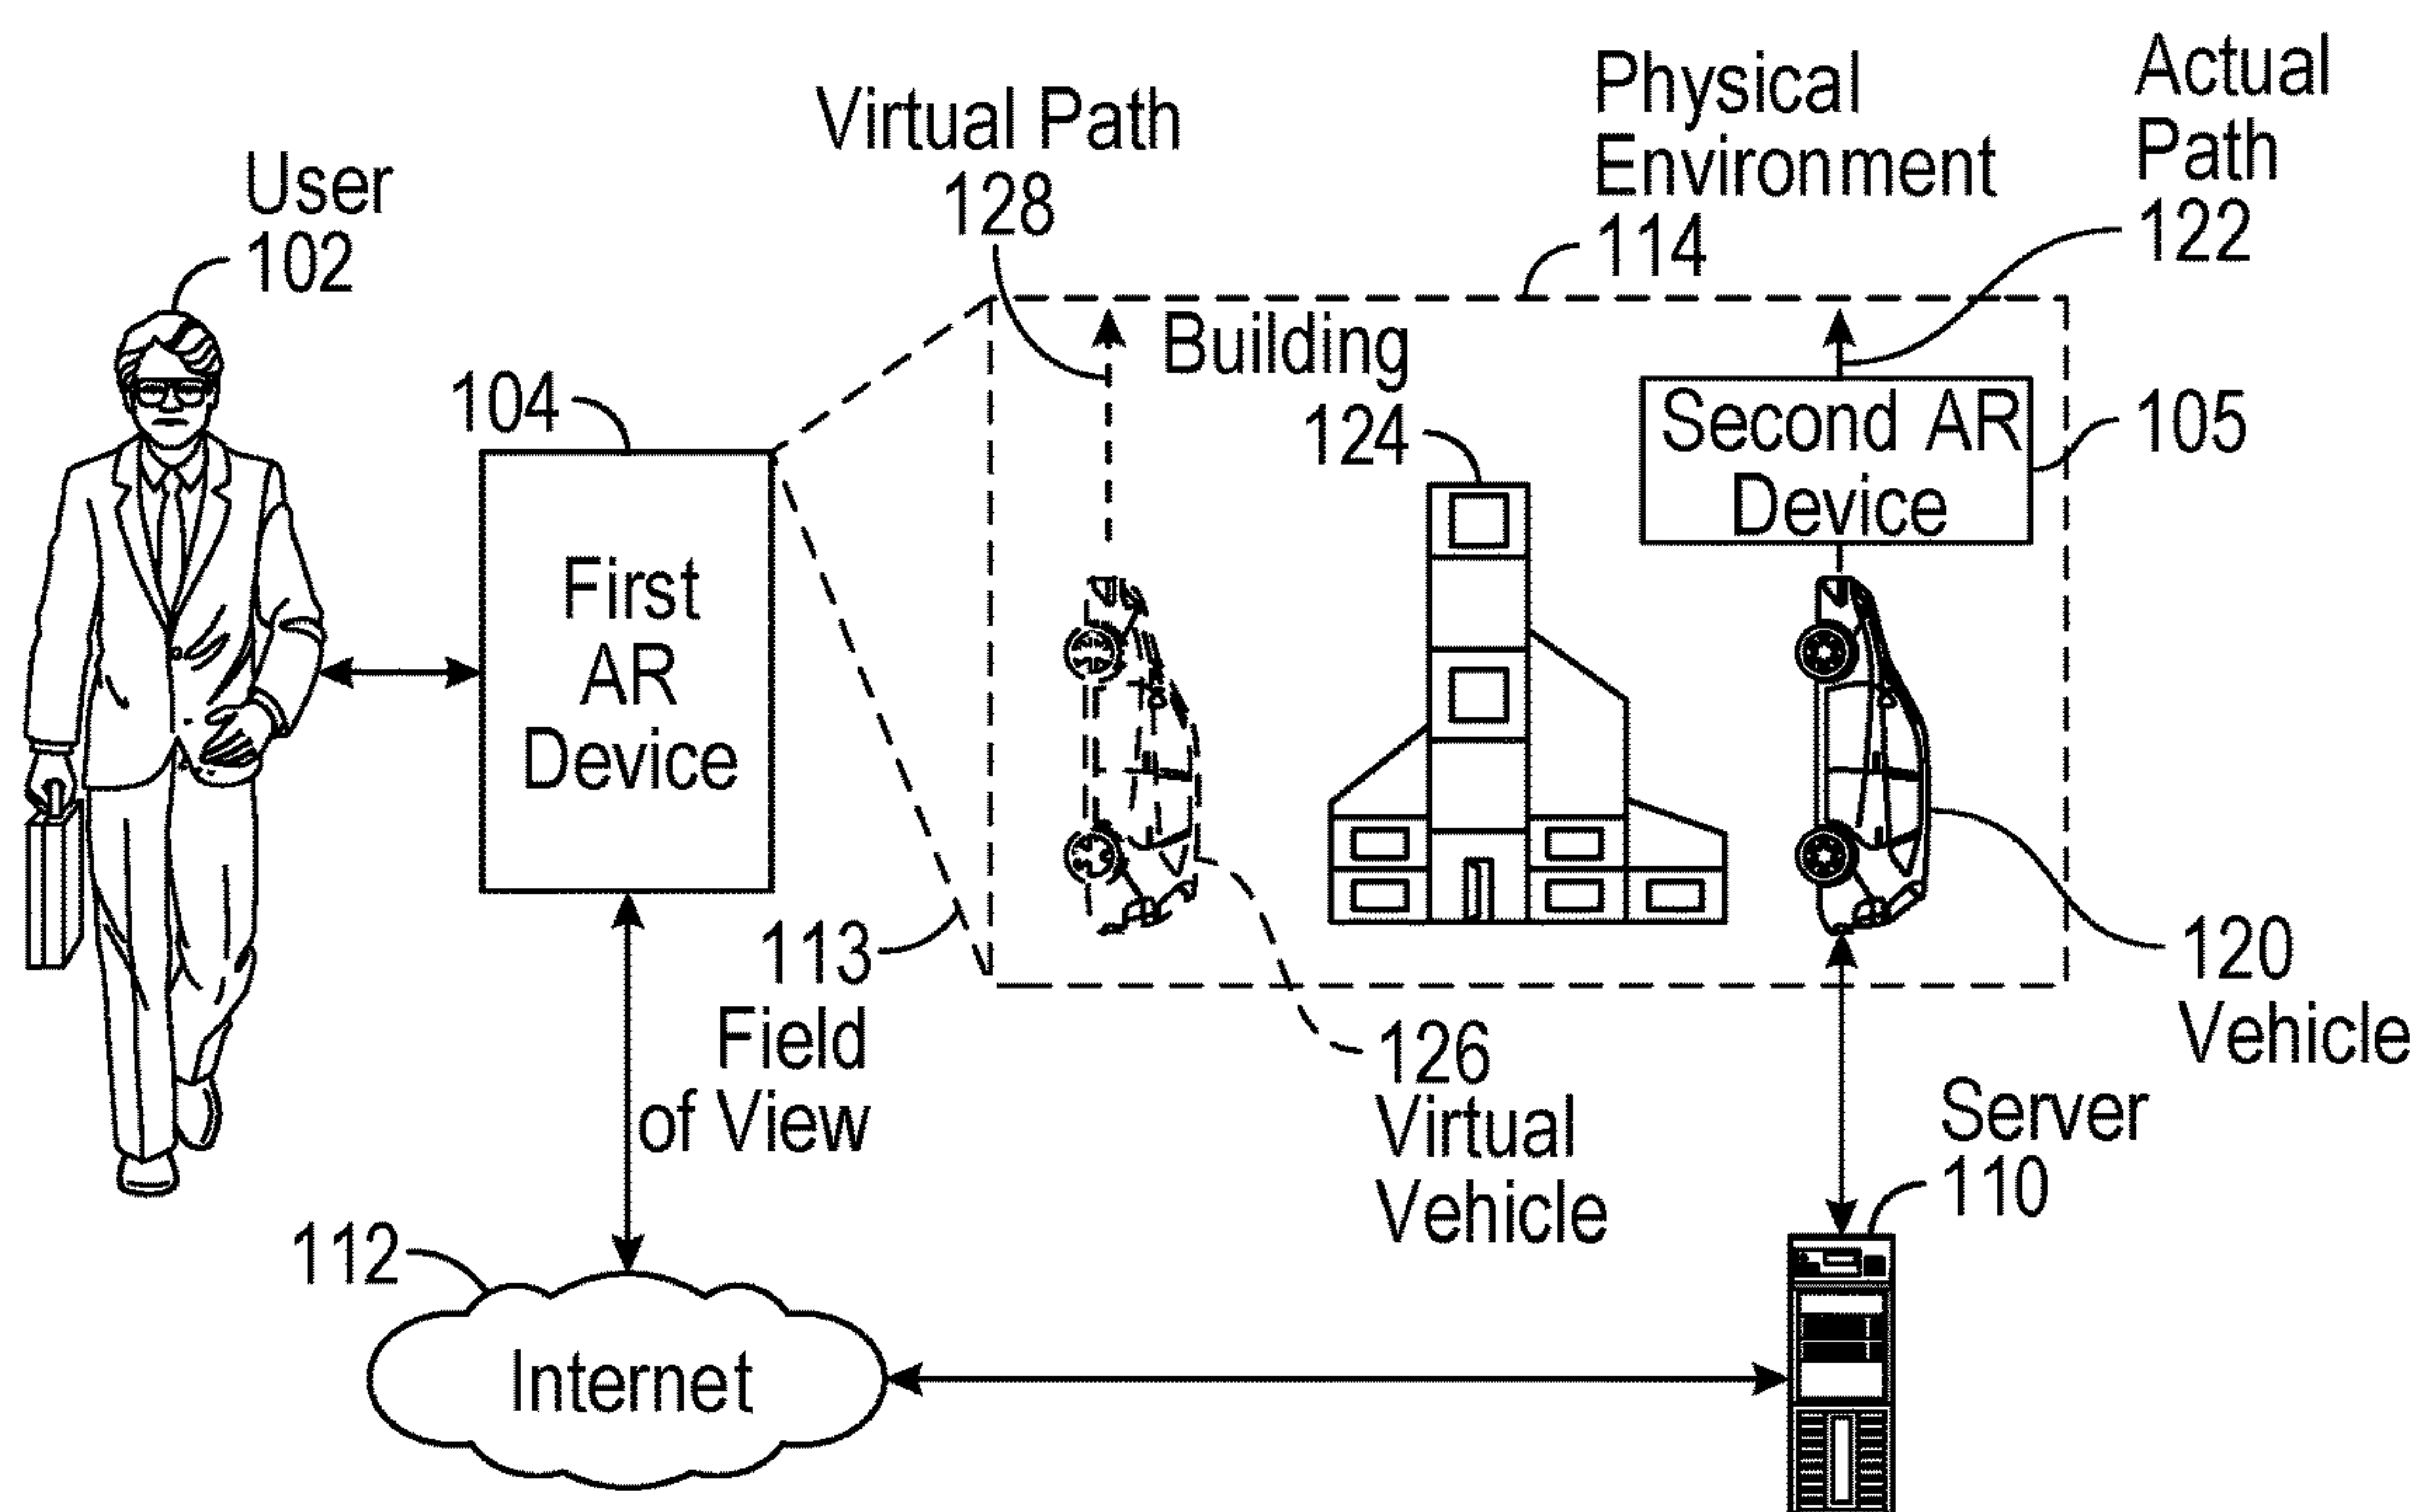 User
102
104
First
AR
Device
Virtual Path
128
Physical
Environment
114
Actual
Path
122
Building
124
Second AR
Device
105
113
Field
of View
126
Virtual
Vehicle
120
Vehicle
Server
110
112
Internet